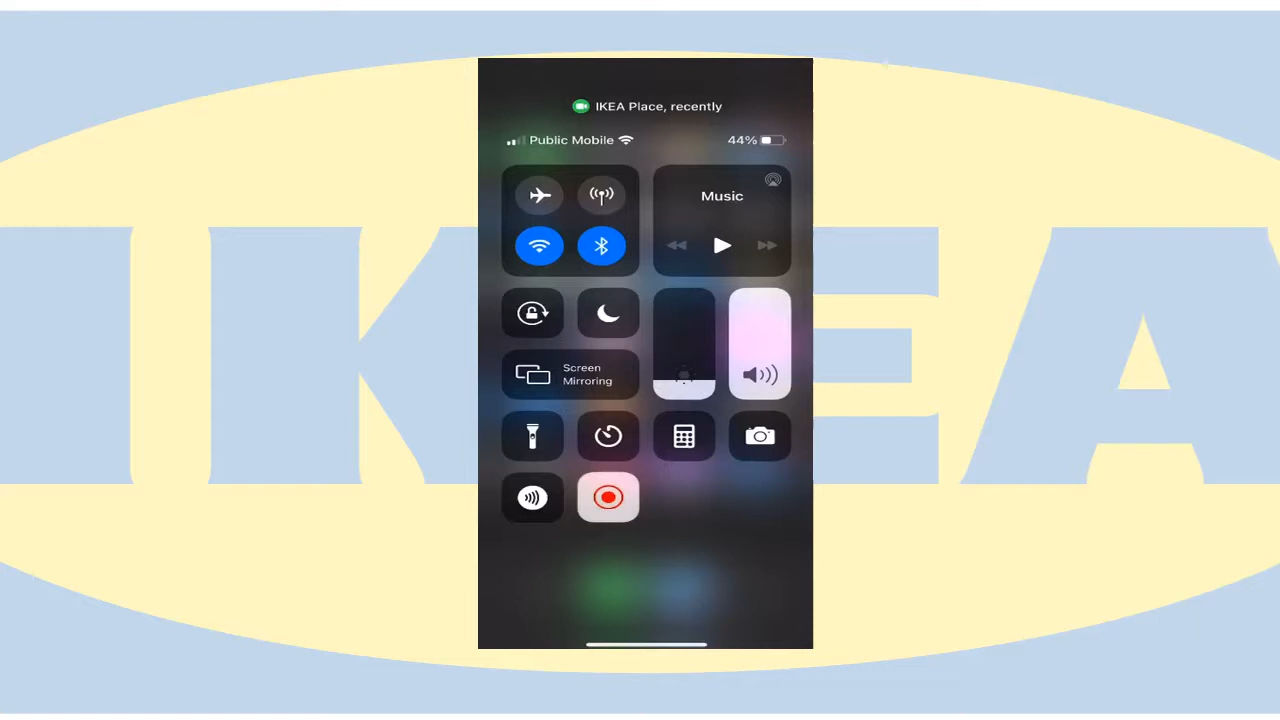 IKEA
IKEA Place, recently
Public Mobile
44%
Music
Screen
Mirroring